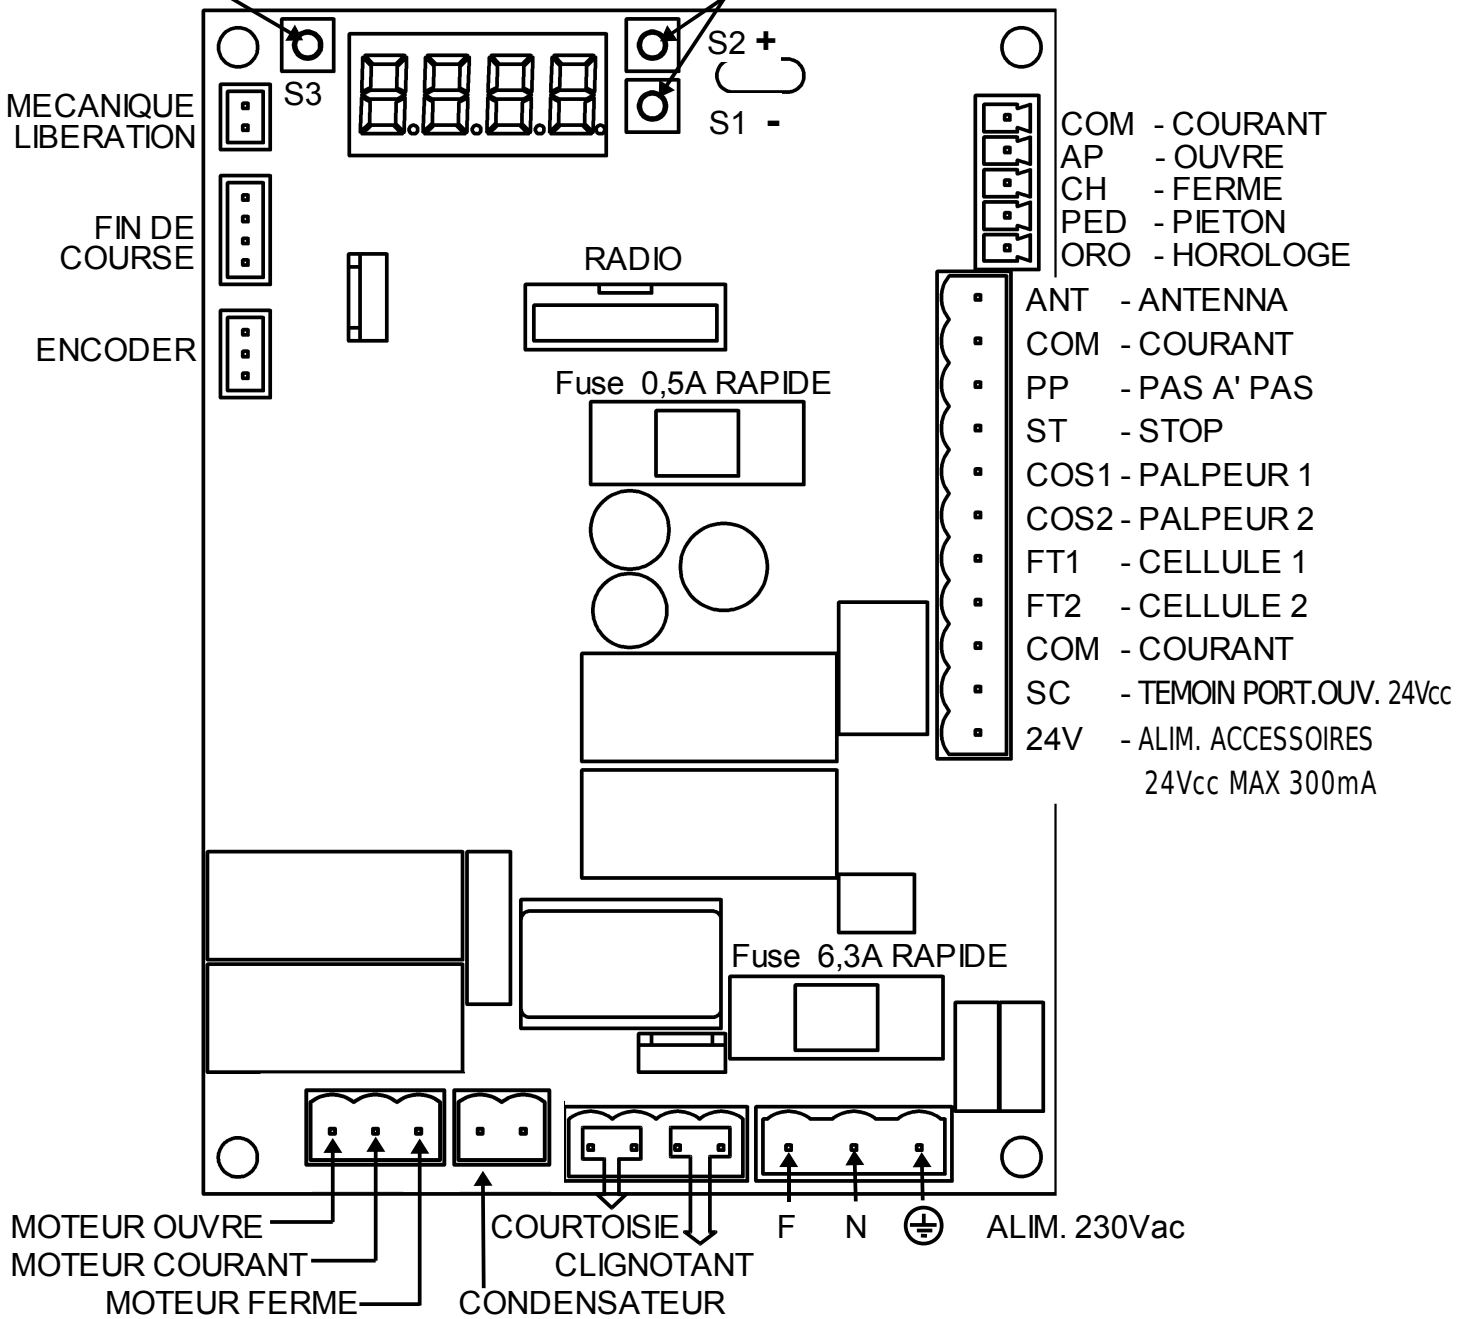 S3
S2 +
S1 -
MECANIQUE
LIBERATION
FIN DE
COURSE
ENCODER
RADIO
Fuse 0,5A RAPIDE
COM - COURANT
AP - OUVRE
CH - FERME
PED - PIETON
ORO - HOROLOGE
ANT - ANTENNA
COM - COURANT
PP - PAS A' PAS
ST - STOP
COS1 - PALPEUR 1
COS2 - PALPEUR 2
FT1 - CELLULE 1
FT2 - CELLULE 2
COM - COURANT
SC - TEMOIN PORT.OUV. 24Vcc
24V - ALIM. ACCESSOIRES
24Vcc MAX 300mA
Fuse 6,3A RAPIDE
MOTEUR OUVRE
MOTEUR COURANT
MOTEUR FERME
CONDENSATEUR
COURTOISIE
CLIGNOTANT
F N ALIM. 230Vac